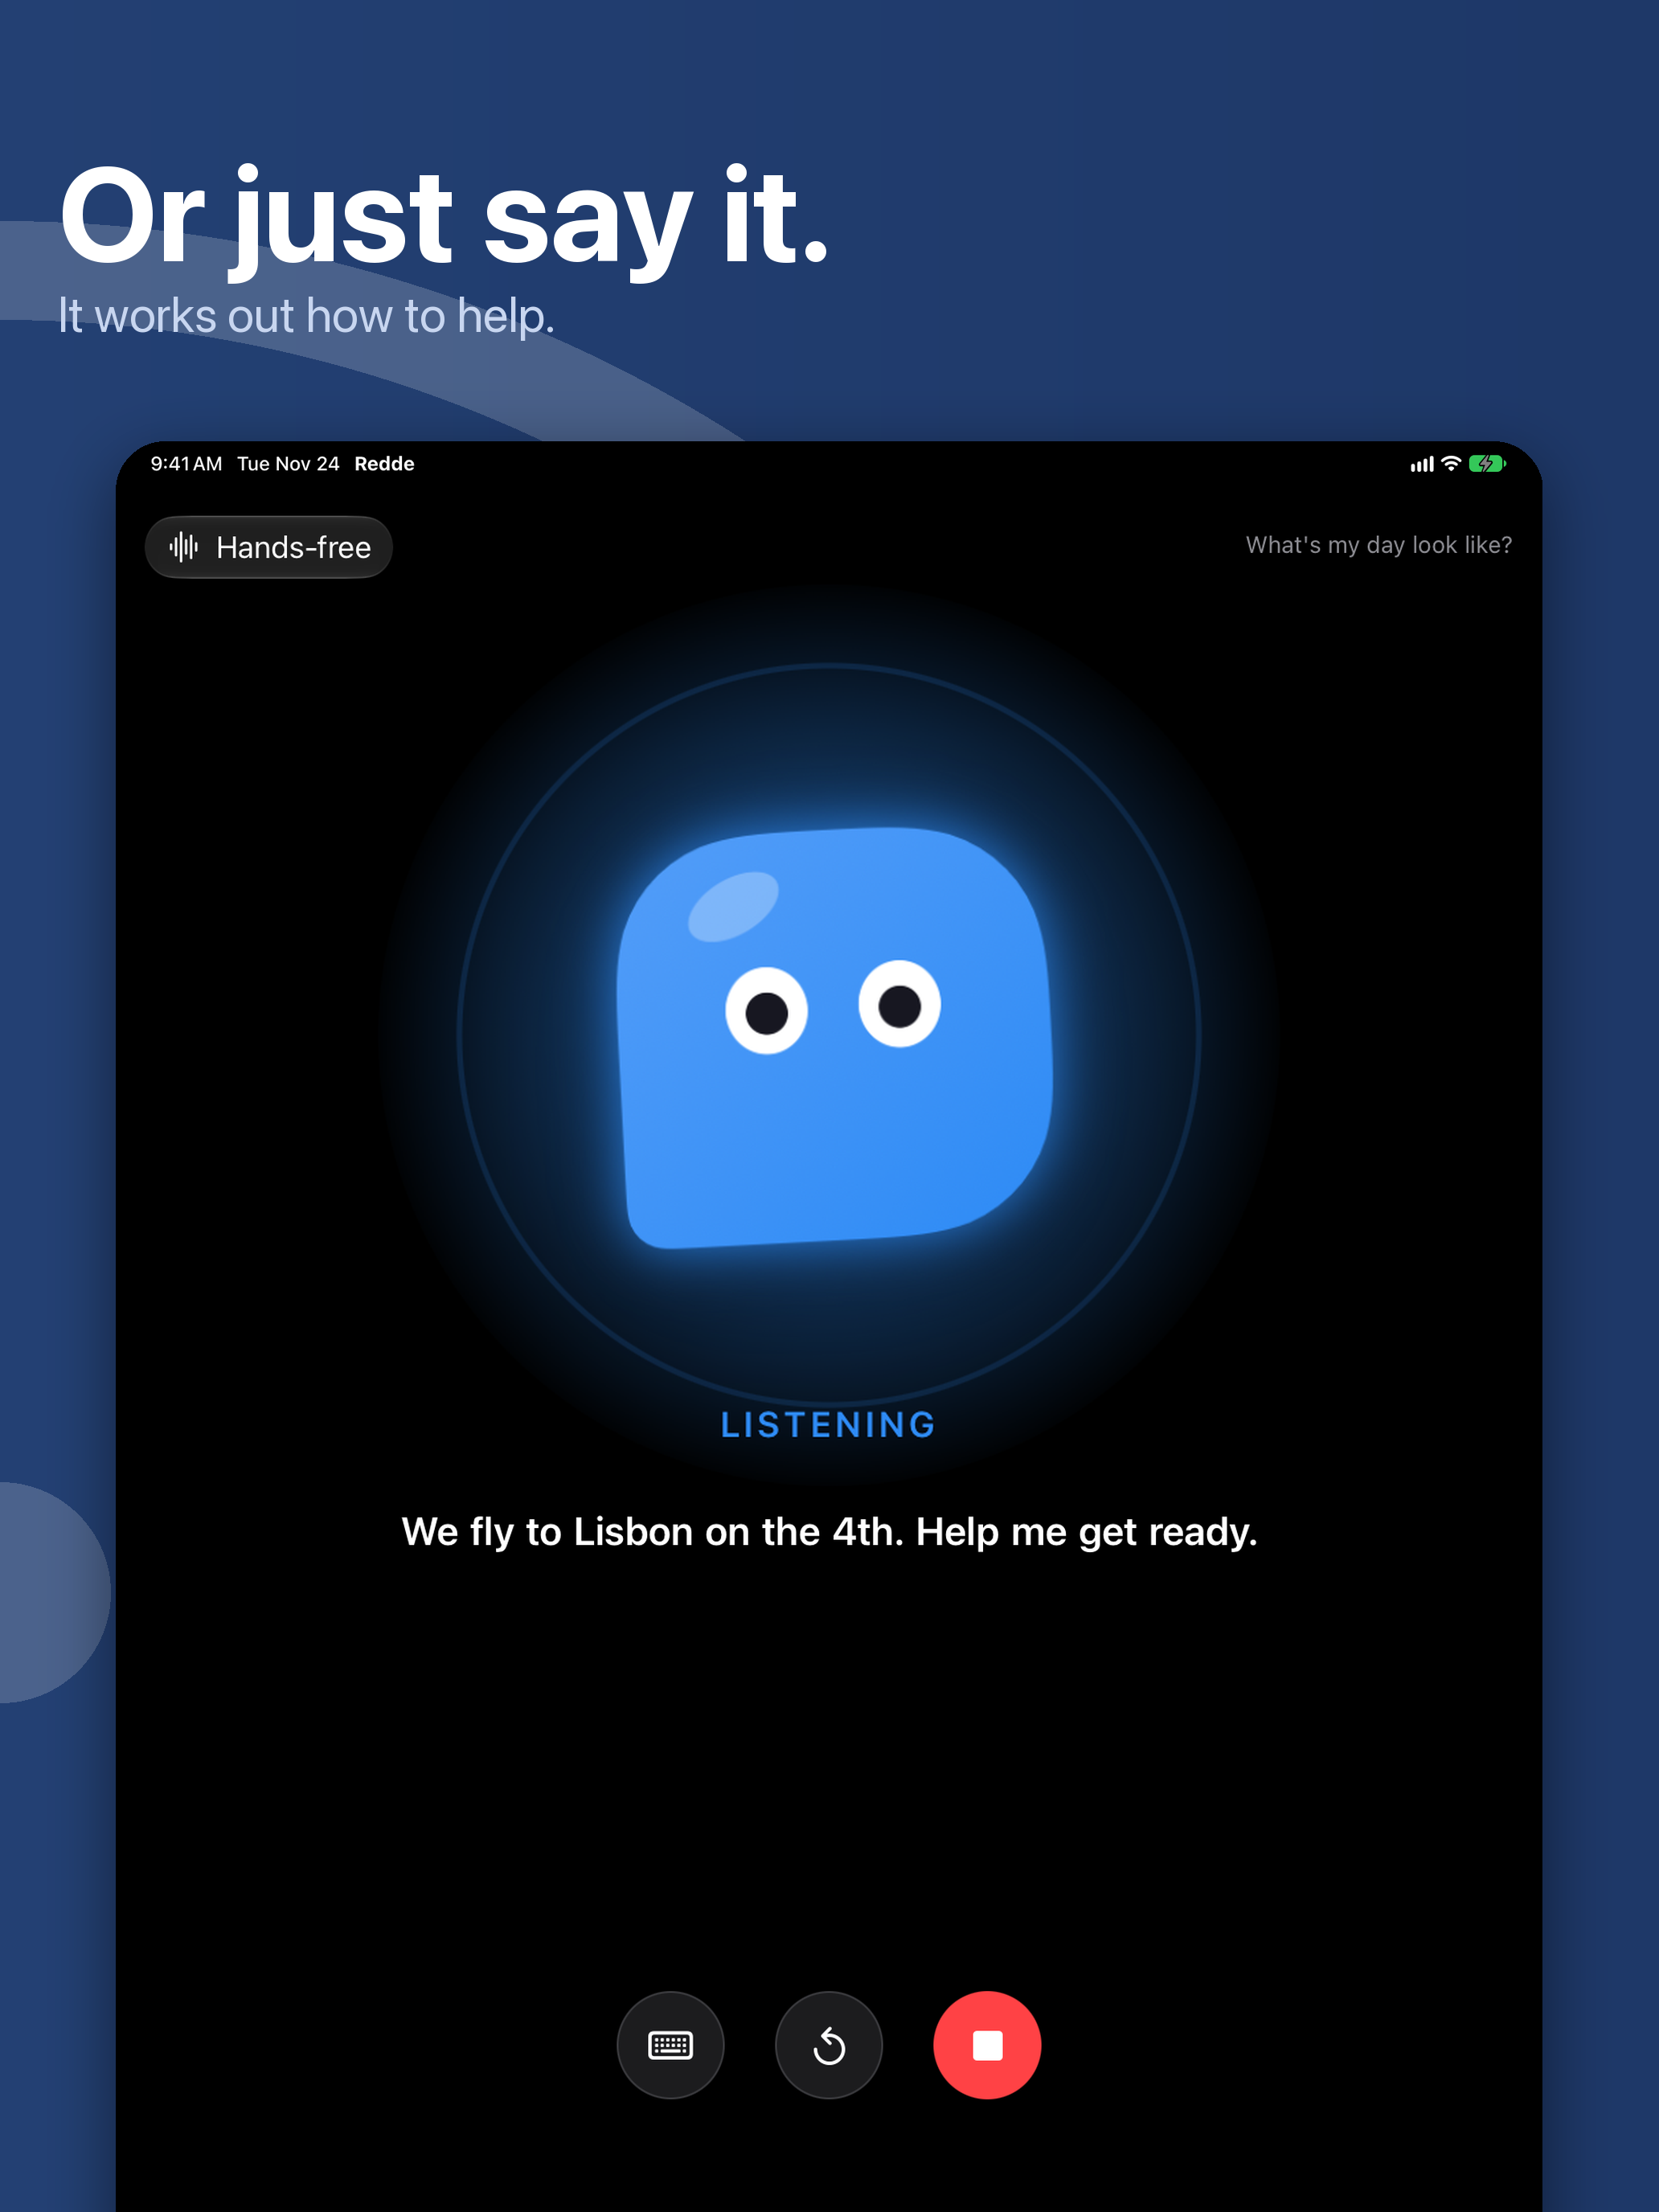 Or just say it.
It works out how to help.
9:41 AM Tue Nov 24 Redde
Hands-free
What's my day look like?
LISTENING
We fly to Lisbon on the 4th. Help me get ready.